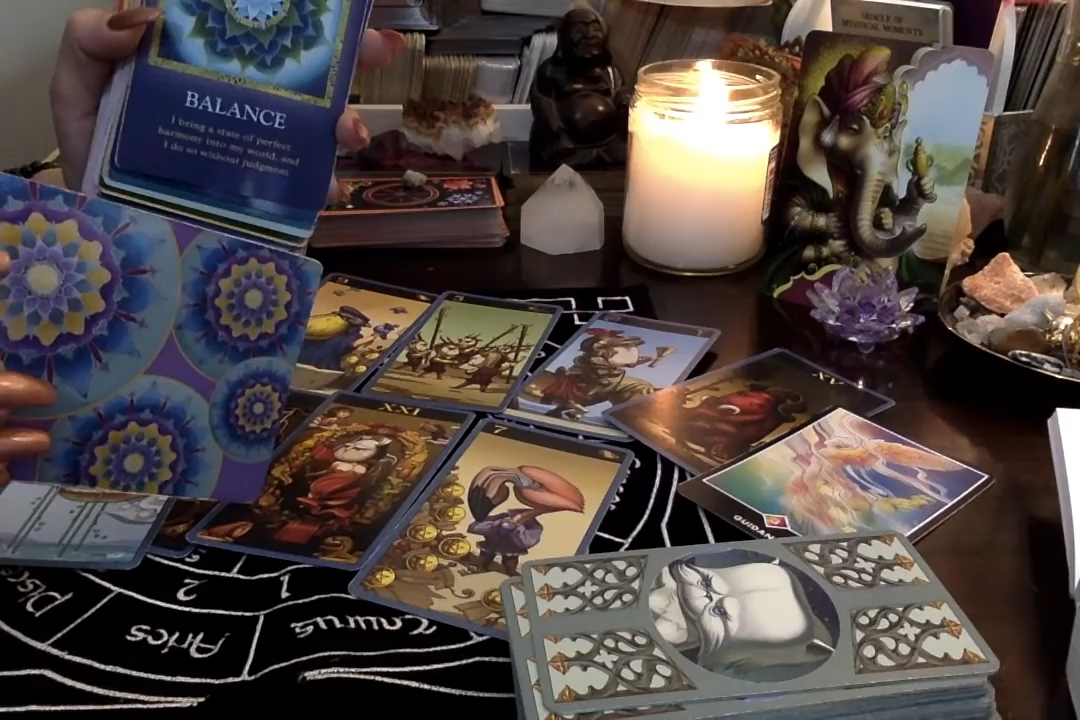 ORACLE OF
MYSTICAL MOMENTS
BALANCE
I bring a state of perfect
harmony into my world, and
I do so without judgment
XXI
7
XV
GUIDAN
2
1
Pisces
Aries
Taurus